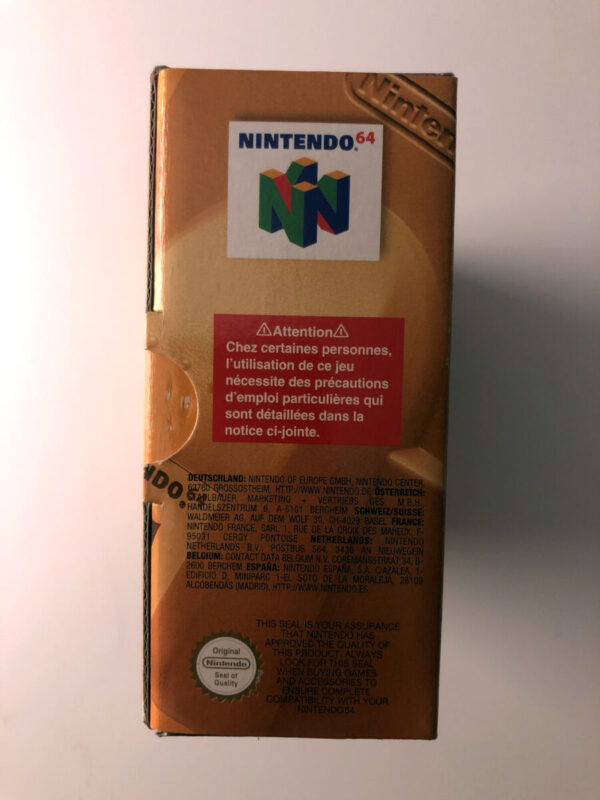 Ninten
NINTENDO®64
⚠Attention⚠
Chez certaines personnes,
l'utilisation de ce jeu
nécessite des précautions
d'emploi particulières qui
sont détaillées dans la
notice ci-jointe.
DEUTSCHLAND: NINTENDO OF EUROPE GMBH, NINTENDO CENTER,
63760 GROSSOSTHEIM, HTTP://WWW.NINTENDO.DE ÖSTERREICH:
STADLBAUER MARKETING + VERTRIEBS GES. M.B.H.,
HANDELSZENTRUM 6, A-5101 BERGHEIM SCHWEIZ/SUISSE:
WALDMEIER AG, AUF DEM WOLF 30, CH-4028 BASEL FRANCE:
NINTENDO FRANCE, SARL 1, RUE DE LA CROIX DES MAHEUX, F-
95031 CERGY PONTOISE NETHERLANDS: NINTENDO
NETHERLANDS B.V., POSTBUS 564, 3430 AN NIEUWEGEIN
BELGIUM: CONTACT DATA BELGIUM N.V. COREMANSSTRAAT 34, B-
2600 BERCHEM ESPAÑA: NINTENDO ESPAÑA, S.A. C/AZALEA, 1-
EDIFICIO D, MINIPARC 1-EL SOTO DE LA MORALEJA, 28109
ALCOBENDAS (MADRID), HTTP://WWW.NINTENDO.ES
NDO®64
THIS SEAL IS YOUR ASSURANCE
THAT NINTENDO HAS
APPROVED THE QUALITY OF
THIS PRODUCT. ALWAYS
LOOK FOR THIS SEAL
WHEN BUYING GAMES
AND ACCESSORIES TO
ENSURE COMPLETE
COMPATIBILITY WITH YOUR
NINTENDO64.
Original
Nintendo
Seal of
Quality